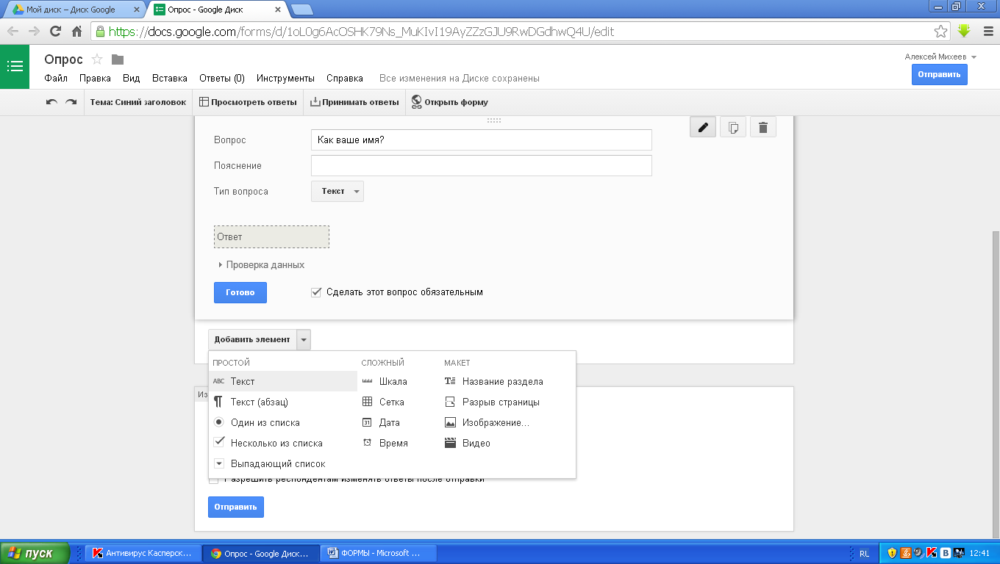 Мой диск – Диск Google
Опрос - Google Диск
https://docs.google.com/forms/d/1oL0g6AcOSHK79Ns_MuKIvI19AyZZzGJU9RwDGdhwQ4U/edit
Опрос
Алексей Михеев
Файл Правка Вид Вставка Ответы (0) Инструменты Справка Все изменения на Диске сохранены
Отправить
Тема: Синий заголовок Просмотреть ответы Принимать ответы Открыть форму
Вопрос Как ваше имя?
Пояснение
Тип вопроса Текст
Ответ
Проверка данных
Готово Сделать этот вопрос обязательным
Добавить элемент
ПРОСТОЙ СЛОЖНЫЙ МАКЕТ
ABC Текст Шкала Название раздела
Текст (абзац) Сетка Разрыв страницы
Один из списка 31 Дата Изображение...
Несколько из списка Время Видео
Выпадающий список
Разрешить респондентам изменять ответы после отправки
Отправить
пуск Антивирус Касперск... Опрос - Google Диск... ФОРМЫ - Microsoft ... RL 12:41